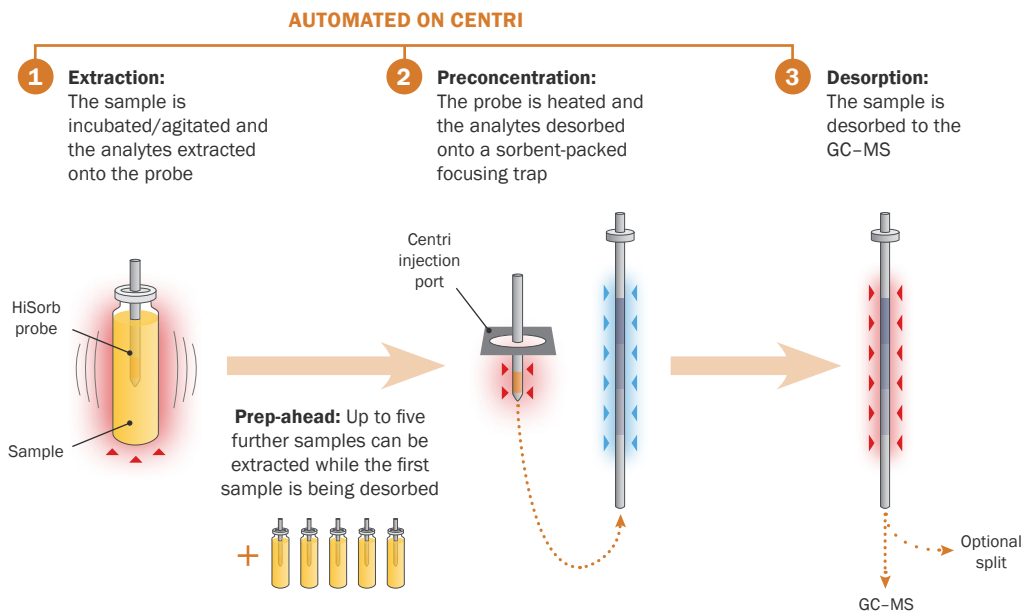 AUTOMATED ON CENTRI
1
Extraction:
The sample is
incubated/agitated and
the analytes extracted
onto the probe
2
Preconcentration:
The probe is heated and
the analytes desorbed
onto a sorbent-packed
focusing trap
3
Desorption:
The sample is
desorbed to the
GC–MS
HiSorb
probe
Sample
Prep-ahead: Up to five
further samples can be
extracted while the first
sample is being desorbed
+
Centri
injection
port
Optional
split
GC–MS